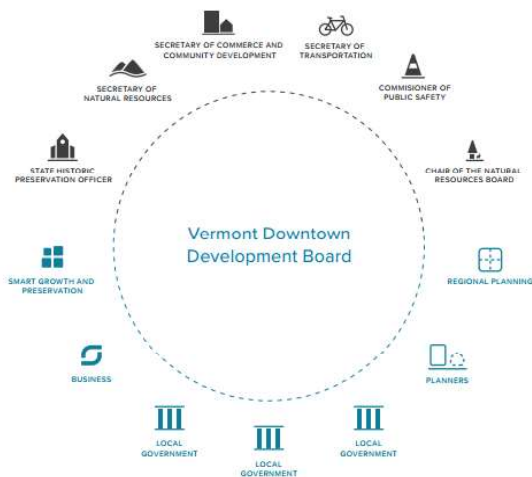 SECRETARY OF COMMERCE AND
COMMUNITY DEVELOPMENT
SECRETARY OF
TRANSPORTATION
SECRETARY OF
NATURAL RESOURCES
COMMISIONER OF
PUBLIC SAFETY
STATE HISTORIC
PRESERVATION OFFICER
CHAIR OF THE NATURAL
RESOURCES BOARD
Vermont Downtown
Development Board
SMART GROWTH AND
PRESERVATION
REGIONAL PLANNING
BUSINESS
PLANNERS
LOCAL
GOVERNMENT
LOCAL
GOVERNMENT
LOCAL
GOVERNMENT